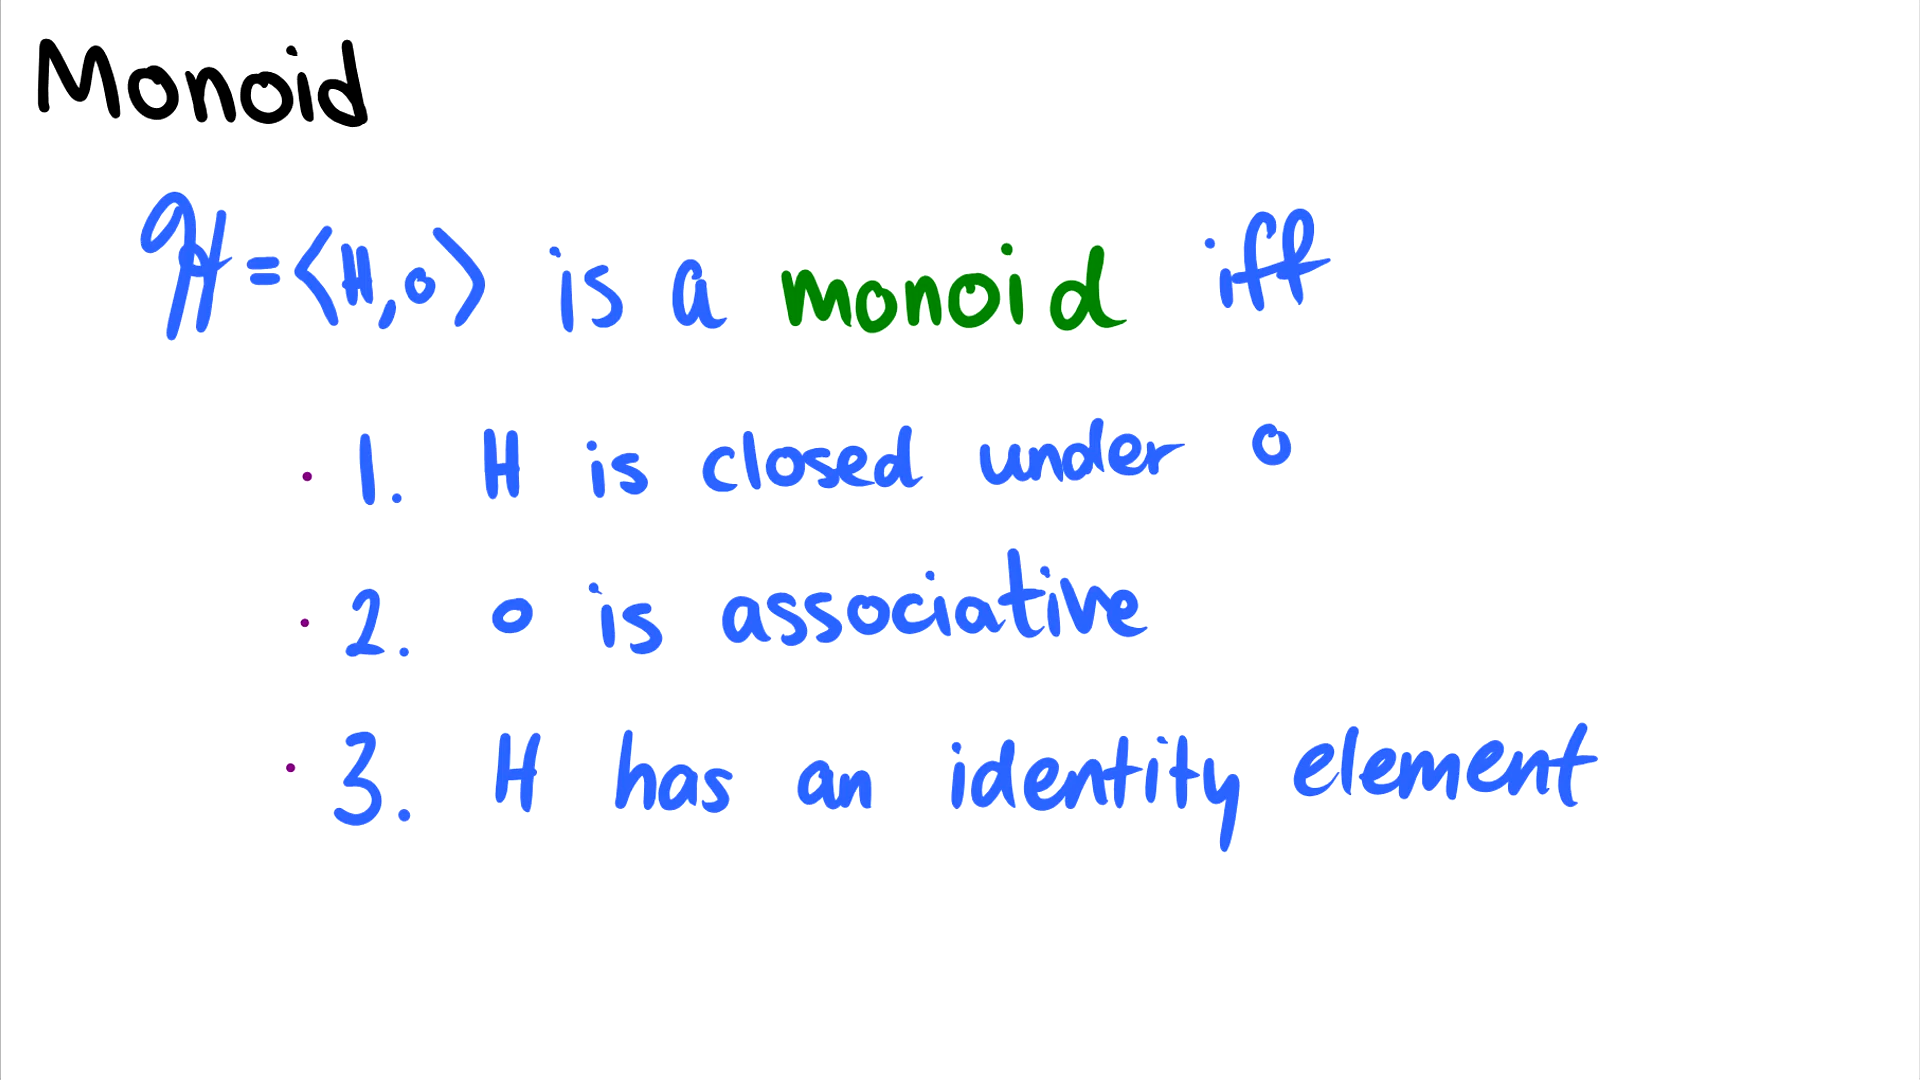 Monoid
ℋ = ⟨H, ∘⟩ is a monoid iff
· 1. H is closed under ∘
· 2. ∘ is associative
· 3. H has an identity element